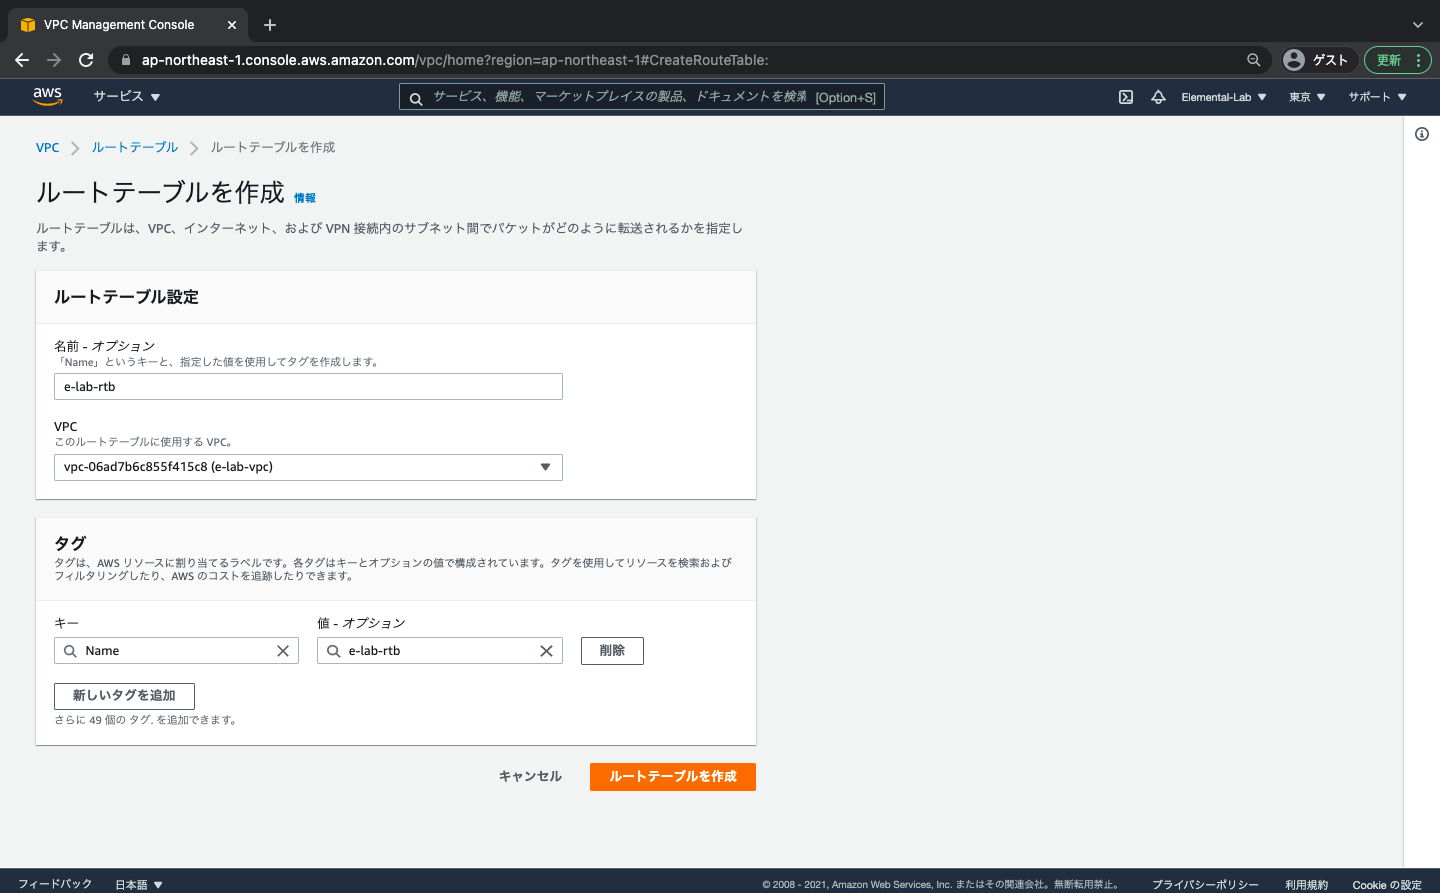 VPC Management Console
ap-northeast-1.console.aws.amazon.com/vpc/home?region=ap-northeast-1#CreateRouteTable:
ゲスト
更新
aws
サービス
サービス、機能、マーケットプレイスの製品、ドキュメントを検索 [Option+S]
Elemental-Lab
東京
サポート
VPC
ルートテーブル
ルートテーブルを作成
ルートテーブルを作成 情報
ルートテーブルは、VPC、インターネット、および VPN 接続内のサブネット間でパケットがどのように転送されるかを指定し
ます。
ルートテーブル設定
名前 - オプション
「Name」というキーと、指定した値を使用してタグを作成します。
e-lab-rtb
VPC
このルートテーブルに使用する VPC。
vpc-06ad7b6c855f415c8 (e-lab-vpc)
タグ
タグは、AWS リソースに割り当てるラベルです。各タグはキーとオプションの値で構成されています。タグを使用してリソースを検索および
フィルタリングしたり、AWS のコストを追跡したりできます。
キー
値 - オプション
Name
e-lab-rtb
削除
新しいタグを追加
さらに 49 個の タグ. を追加できます。
キャンセル
ルートテーブルを作成
フィードバック
日本語
© 2008 - 2021, Amazon Web Services, Inc. またはその関連会社。無断転用禁止。
プライバシーポリシー
利用規約
Cookie の設定